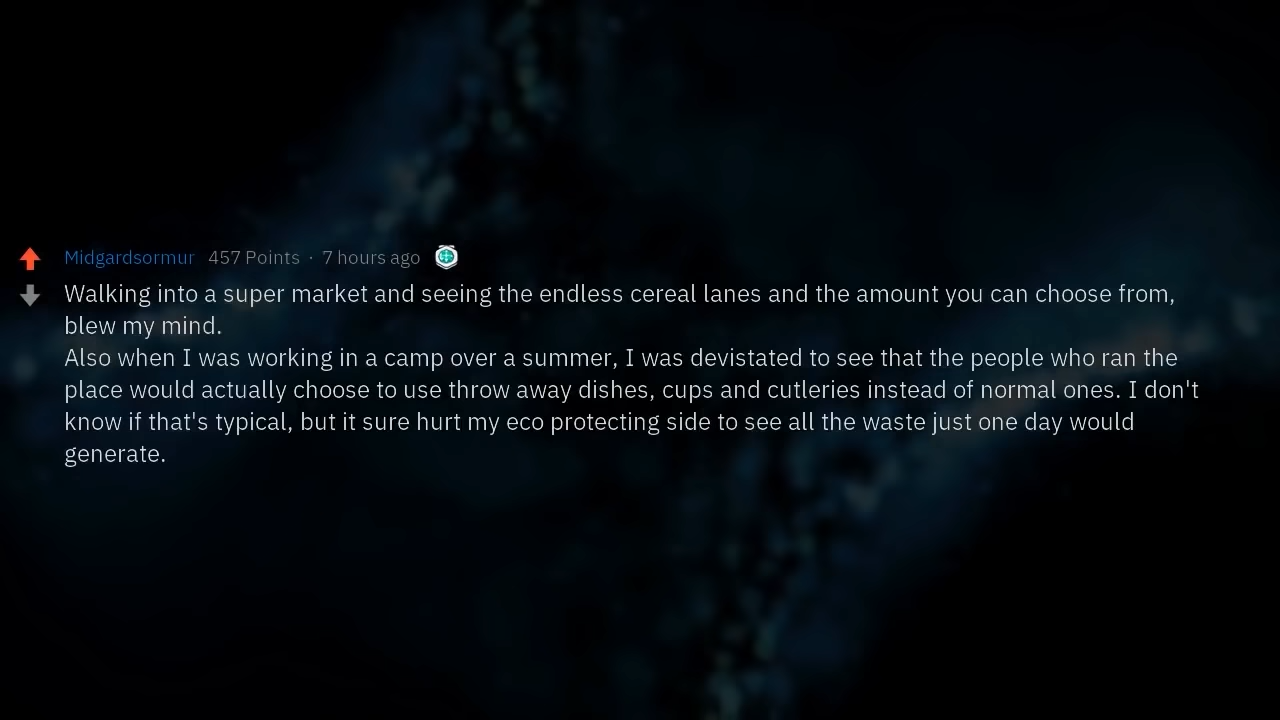 Midgardsormur 457 Points · 7 hours ago
Walking into a super market and seeing the endless cereal lanes and the amount you can choose from,
blew my mind.
Also when I was working in a camp over a summer, I was devistated to see that the people who ran the
place would actually choose to use throw away dishes, cups and cutleries instead of normal ones. I don't
know if that's typical, but it sure hurt my eco protecting side to see all the waste just one day would
generate.